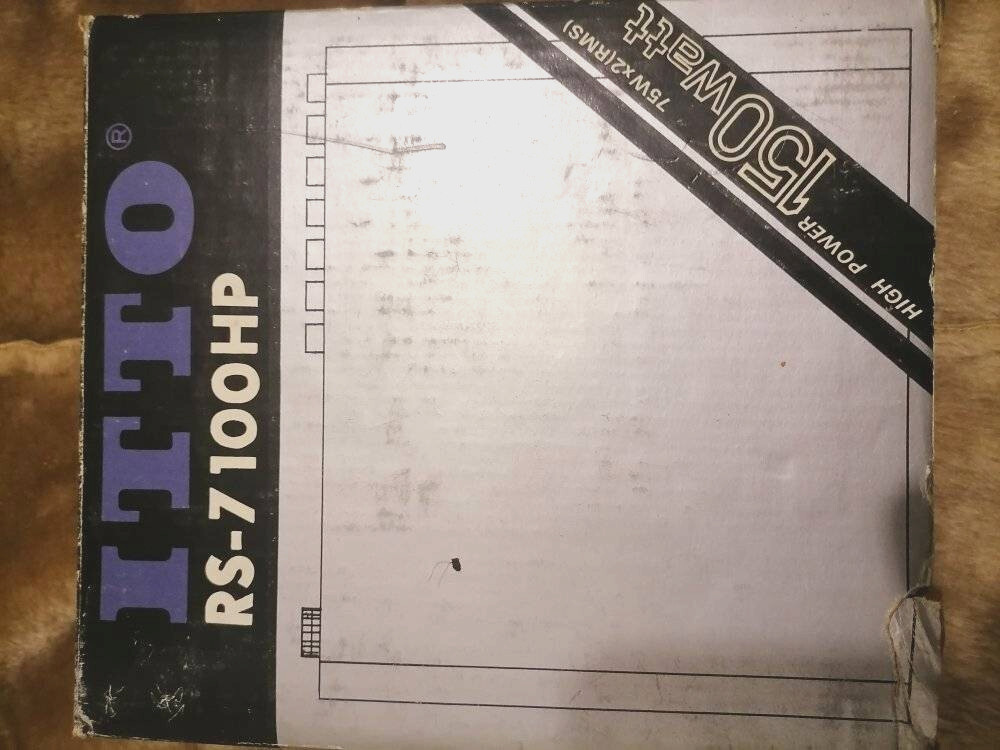 ITTO®
RS-7100HP
HIGH POWER
150Watt
75Wx2(RMS)